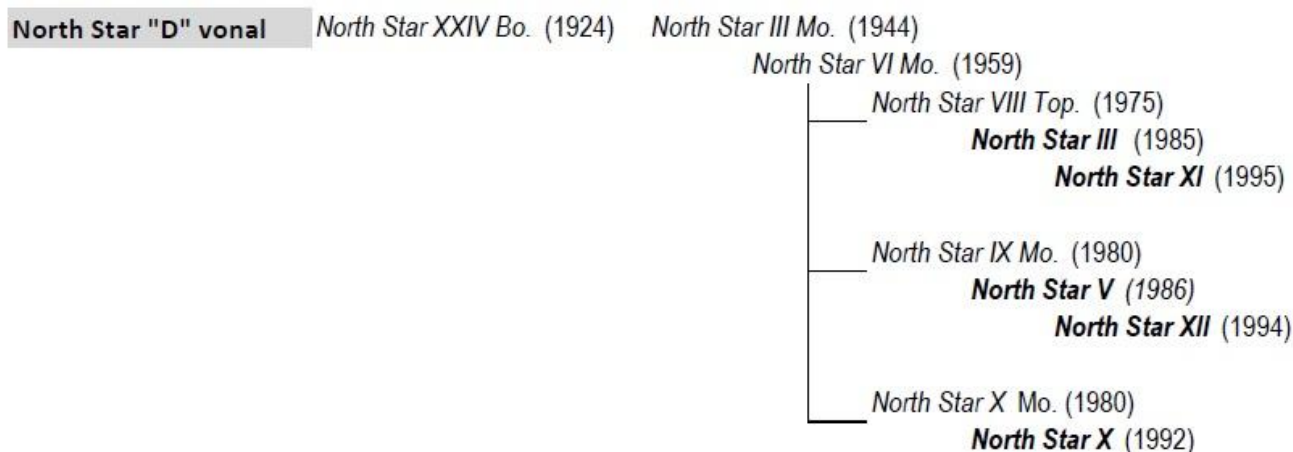 North Star "D" vonal North Star XXIV Bo. (1924) North Star III Mo. (1944)
North Star VI Mo. (1959)
North Star VIII Top. (1975)
North Star III (1985)
North Star XI (1995)
North Star IX Mo. (1980)
North Star V (1986)
North Star XII (1994)
North Star X Mo. (1980)
North Star X (1992)